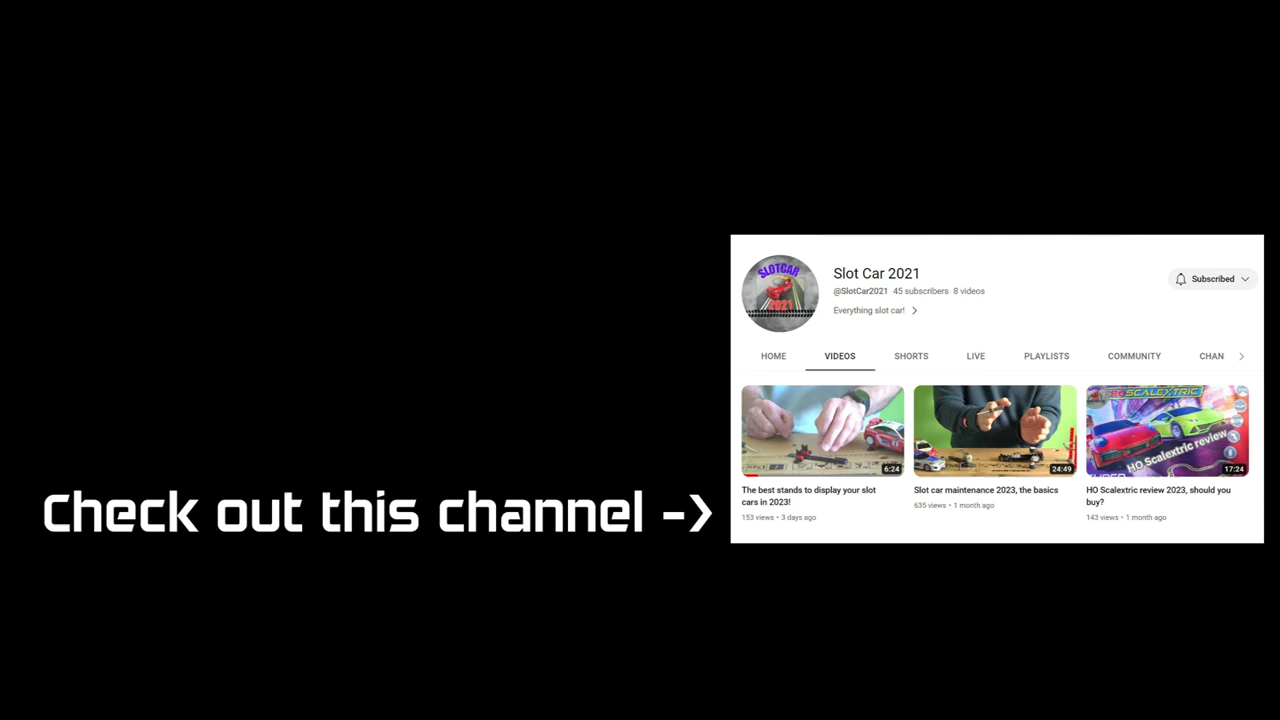 SLOTCAR
2021
Slot Car 2021
@SlotCar2021 45 subscribers 8 videos
Everything slot car!
Subscribed
HOME VIDEOS SHORTS LIVE PLAYLISTS COMMUNITY CHAN
6:24
24:49
HO SCALEXTRIC
HO Scalextric review
17:24
The best stands to display your slot
cars in 2023!
153 views • 3 days ago
Slot car maintenance 2023, the basics
635 views • 1 month ago
HO Scalextric review 2023, should you
buy?
143 views • 1 month ago
Check out this channel ->